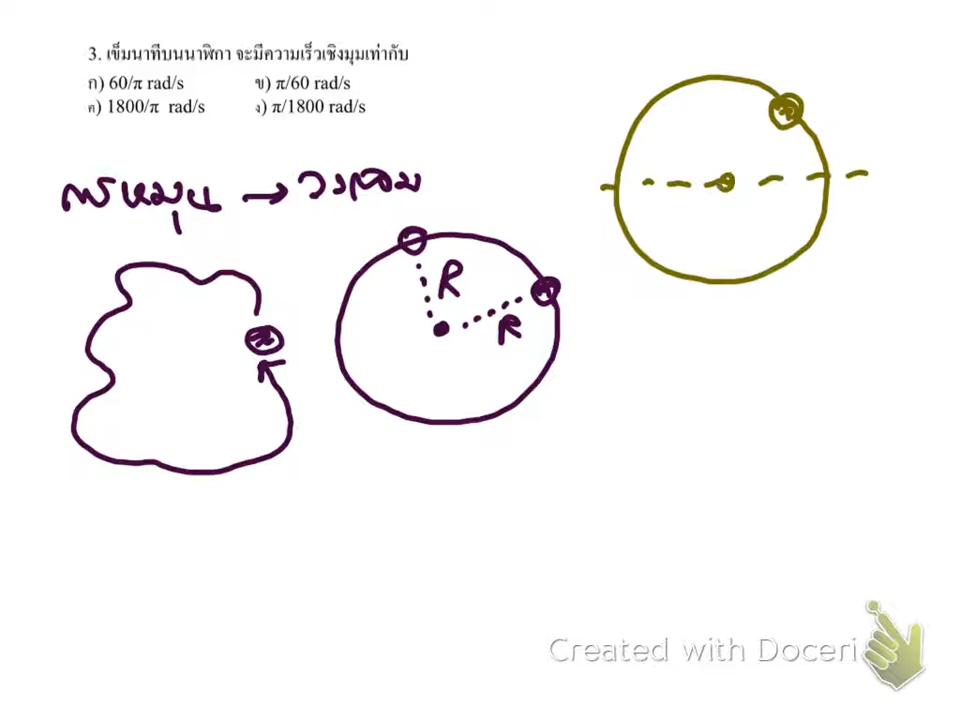 3. เข็มนาทีบนนาฬิกา จะมีความเร็วเชิงมุมเท่ากับ
ก) 60/π rad/s ข) π/60 rad/s
ค) 1800/π rad/s ง) π/1800 rad/s
การหมุน → วงกลม
R
R
Created with Doceri